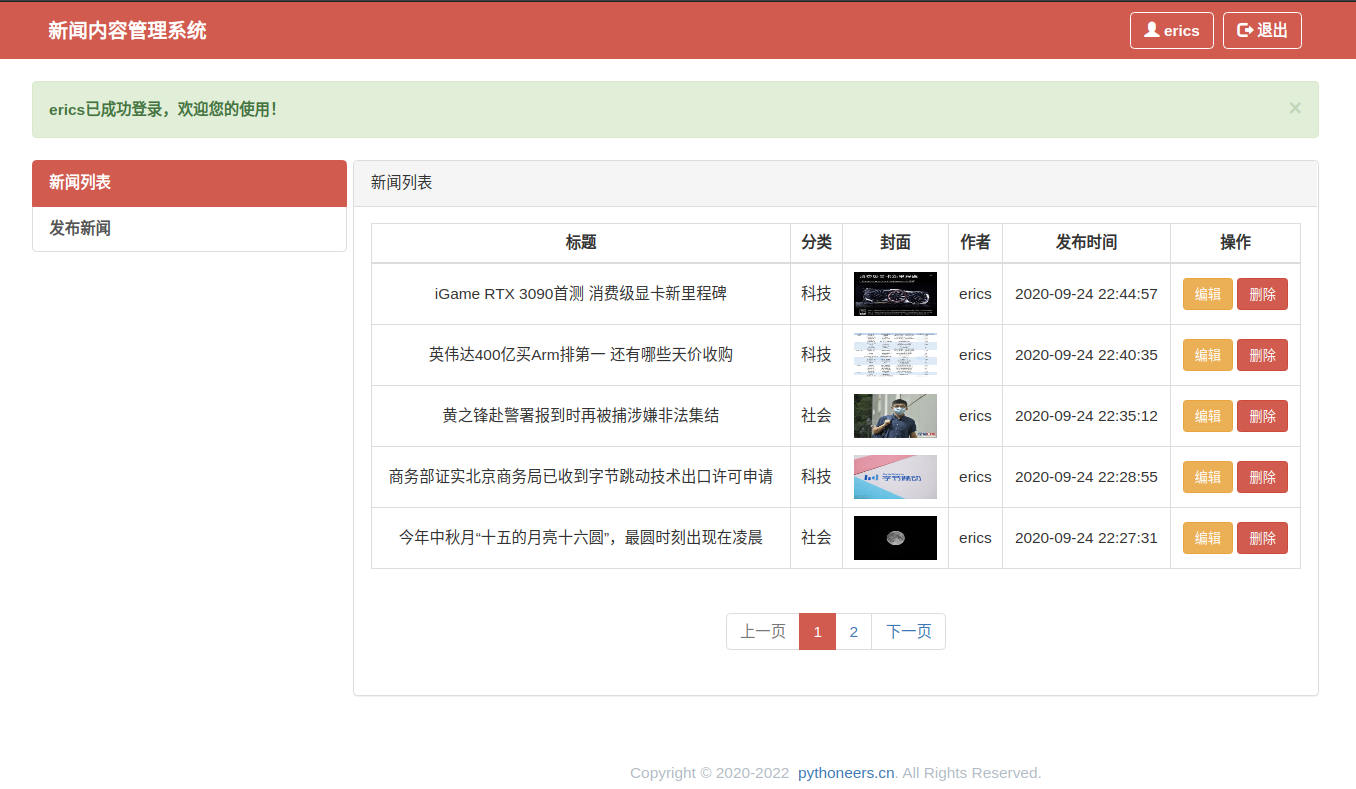 新闻内容管理系统
erics
退出
erics已成功登录，欢迎您的使用！
×
新闻列表
发布新闻
新闻列表
标题 分类 封面 作者 发布时间 操作
iGame RTX 3090首测 消费级显卡新里程碑 科技 erics 2020-09-24 22:44:57 编辑 删除
英伟达400亿买Arm排第一 还有哪些天价收购 科技 erics 2020-09-24 22:40:35 编辑 删除
黄之锋赴警署报到时再被捕涉嫌非法集结 社会 erics 2020-09-24 22:35:12 编辑 删除
商务部证实北京商务局已收到字节跳动技术出口许可申请 科技 字节跳动 erics 2020-09-24 22:28:55 编辑 删除
今年中秋月“十五的月亮十六圆”，最圆时刻出现在凌晨 社会 erics 2020-09-24 22:27:31 编辑 删除
上一页 1 2 下一页
Copyright © 2020-2022 pythoneers.cn. All Rights Reserved.